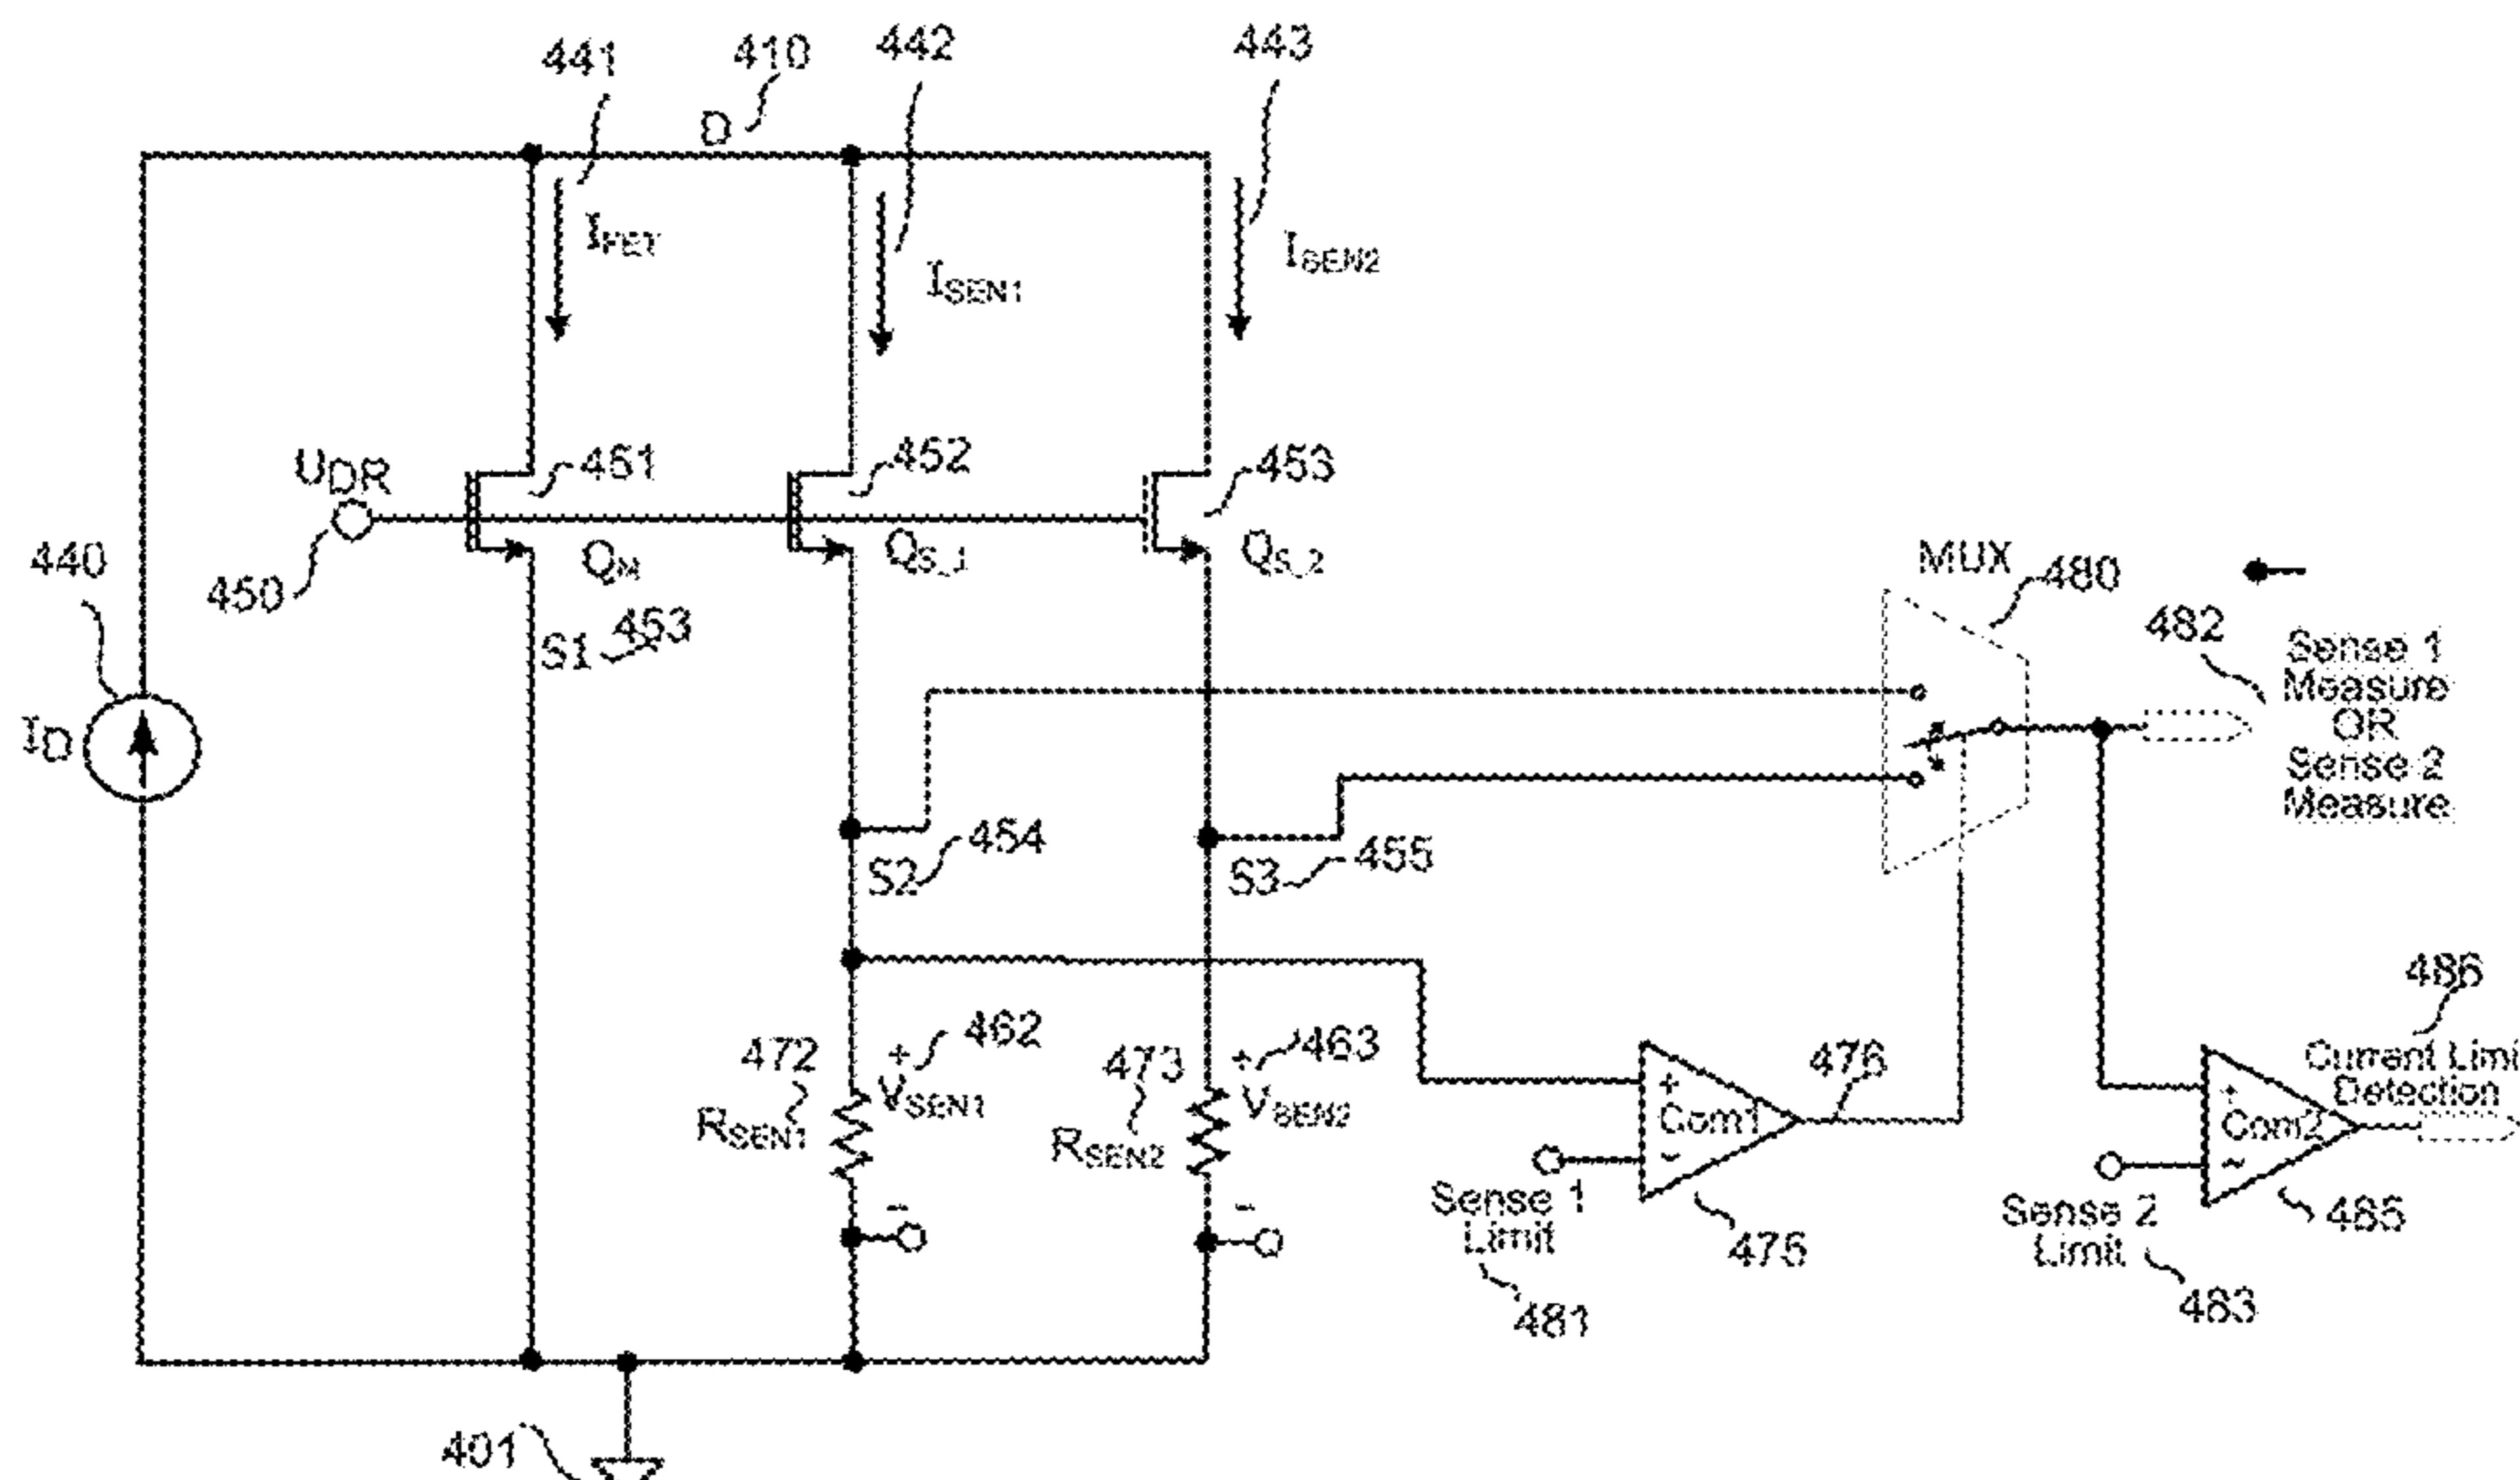 441
410
442
443
D
IFET
ISEN1
ISEN2
UDR
451
452
453
440
450
QM
QS_1
QS_2
MUX
480
S1
453
482
Sense 1
Measure
OR
Sense 2
Measure
ID
454
S2
455
S3
486
Current Limi
Detection
472
+
462
VSEN1
RSEN1
-
473
+
463
VSEN2
RSEN2
-
476
+
Com1
-
Sense 1
Limit
475
481
+
Com2
-
Sense 2
Limit
485
483
401